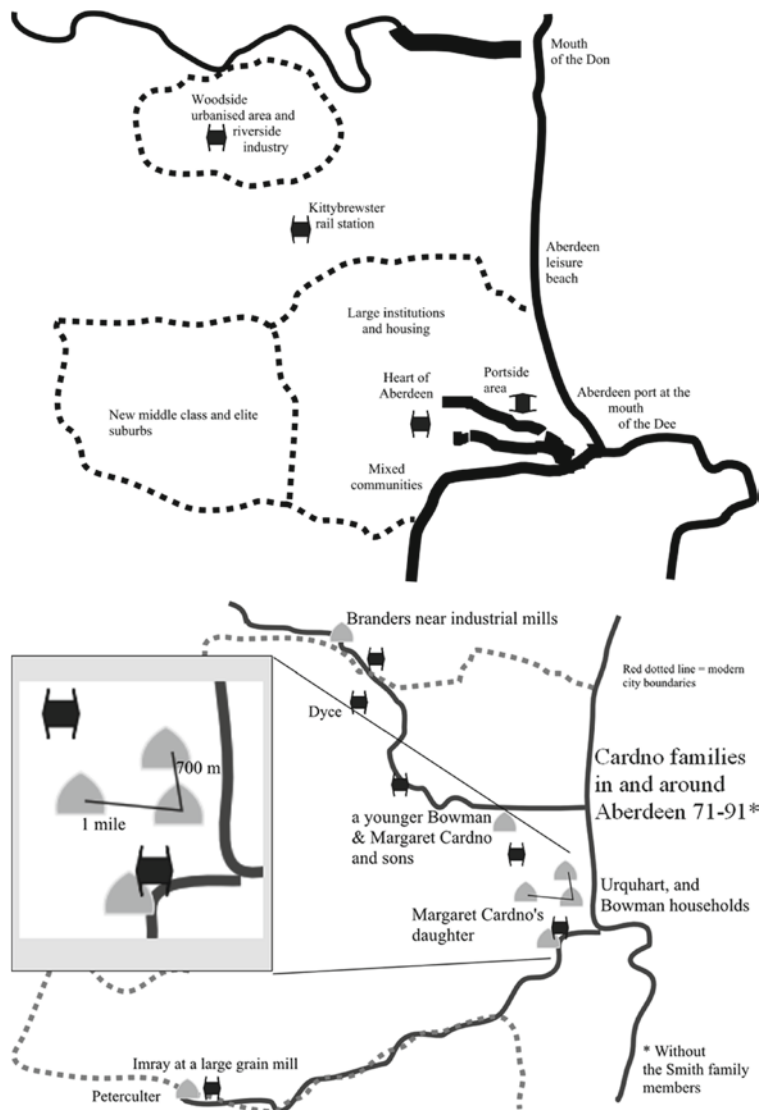 Mouth
of the Don
Woodside
urbanised area and
riverside
industry
Kittybrewster
rail station
Aberdeen
leisure
beach
Large institutions
and housing
Heart of
Aberdeen
Portside
area
Aberdeen port at the
mouth
of the Dee
New middle class and elite
suburbs
Mixed
communities
Branders near industrial mills
Red dotted line = modern
city boundaries
Dyce
Cardno families
in and around
Aberdeen 71-91*
700 m
1 mile
a younger Bowman
& Margaret Cardno
and sons
Urquhart, and
Bowman households
Margaret Cardno's
daughter
Imray at a large grain mill
Peterculter
* Without
the Smith family
members